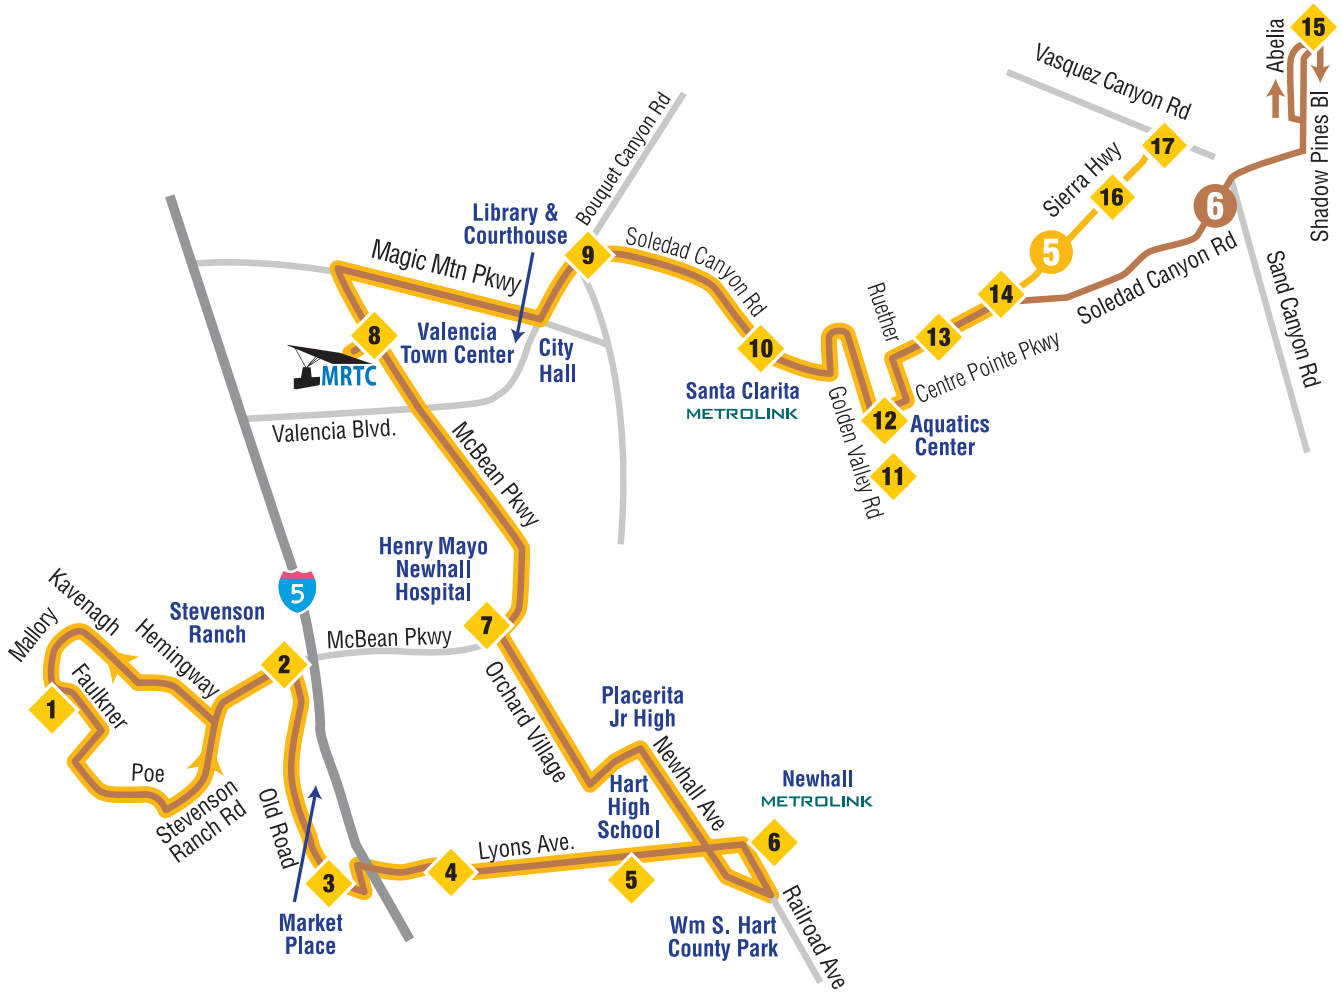 15
Abelia
Vasquez Canyon Rd
Shadow Pines Bl
Bouquet Canyon Rd
17
Sierra Hwy
16
6
Library &
Courthouse
9
Soledad Canyon Rd
Magic Mtn Pkwy
5
Soledad Canyon Rd
Sand Canyon Rd
14
Ruether
13
8
Valencia
Town Center
City
Hall
10
MRTC
Centre Pointe Pkwy
Santa Clarita
METROLINK
Golden Valley Rd
12
Aquatics
Center
11
Valencia Blvd.
McBean Pkwy
Henry Mayo
Newhall
Hospital
5
Kavenagh
Mallory
Hemingway
Stevenson
Ranch
7
McBean Pkwy
2
Faulkner
1
Orchard Village
Placerita
Jr High
Newhall Ave
Poe
Stevenson
Ranch Rd
Old Road
Hart
High
School
Newhall
METROLINK
6
Lyons Ave.
4
3
5
Market
Place
Wm S. Hart
County Park
Railroad Ave